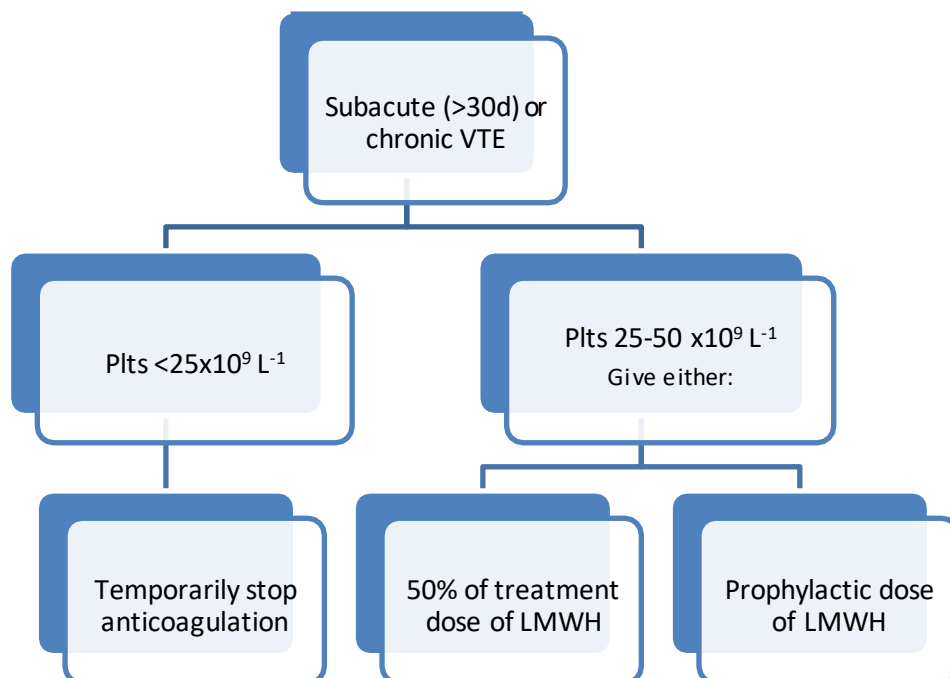 Subacute (>30d) or
chronic VTE
Plts <25x10⁹ L⁻¹
Plts 25-50 x10⁹ L⁻¹
Give either:
Temporarily stop
anticoagulation
50% of treatment
dose of LMWH
Prophylactic dose
of LMWH